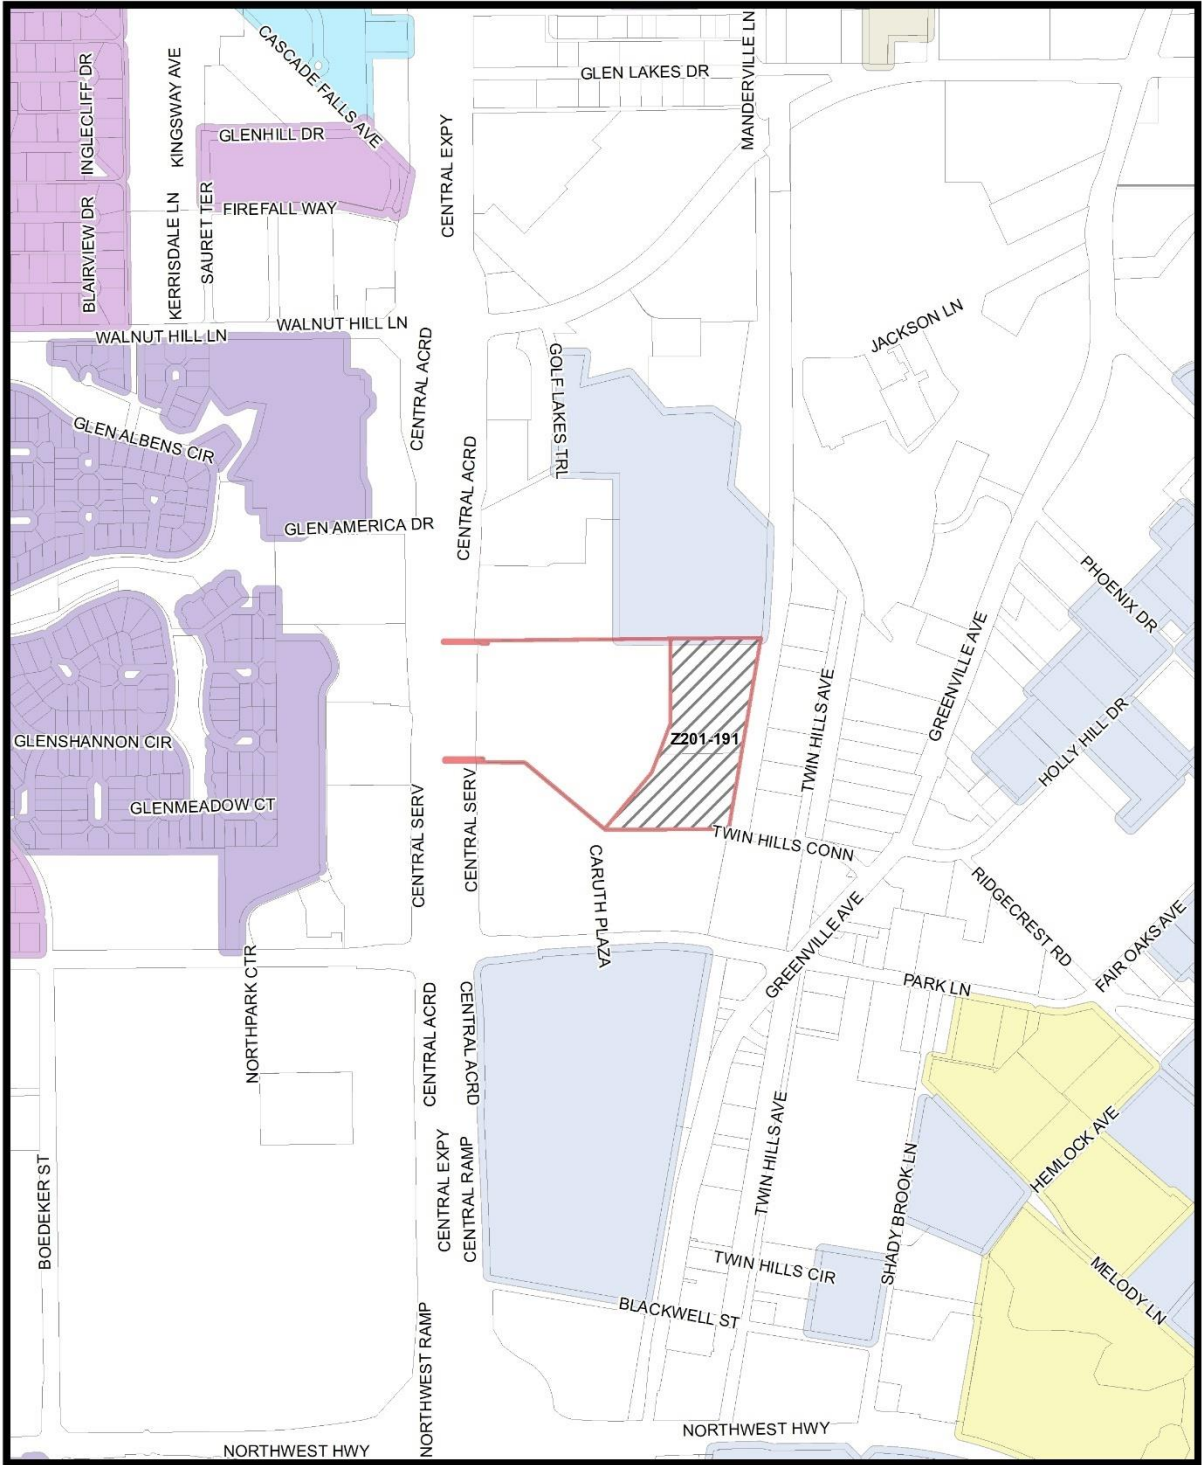 CASCADE FALLS AVE
MANDERVILLE LN
INGLECLIFF DR
KINGSWAY AVE
GLEN LAKES DR
GLENHILL DR
CENTRAL EXPY
BLAIRVIEW DR
KERRISDALE LN
SAURET TER
FIREFALL WAY
WALNUT HILL LN
WALNUT HILL LN
JACKSON LN
CENTRAL ACRD
GOLF LAKES TRL
GLEN ALBENS CIR
CENTRAL ACRD
GLEN AMERICA DR
PHOENIX DR
GREENVILLE AVE
TWIN HILLS AVE
HOLLY HILL DR
Z201-191
GLENSHANNON CIR
GLENMEADOW CT
CENTRAL SERV
CENTRAL SERV
TWIN HILLS CONN
CARUTH PLAZA
RIDGECREST RD
GREENVILLE AVE
FAIR OAKS AVE
NORTHPARK CTR
PARK LN
CENTRAL ACRD
CENTRAL ACRD
TWIN HILLS AVE
HEMLOCK AVE
BOEDEKER ST
CENTRAL EXPY
CENTRAL RAMP
SHADY BROOK LN
TWIN HILLS CIR
MELODY LN
BLACKWELL ST
NORTHWEST RAMP
NORTHWEST HWY
NORTHWEST HWY